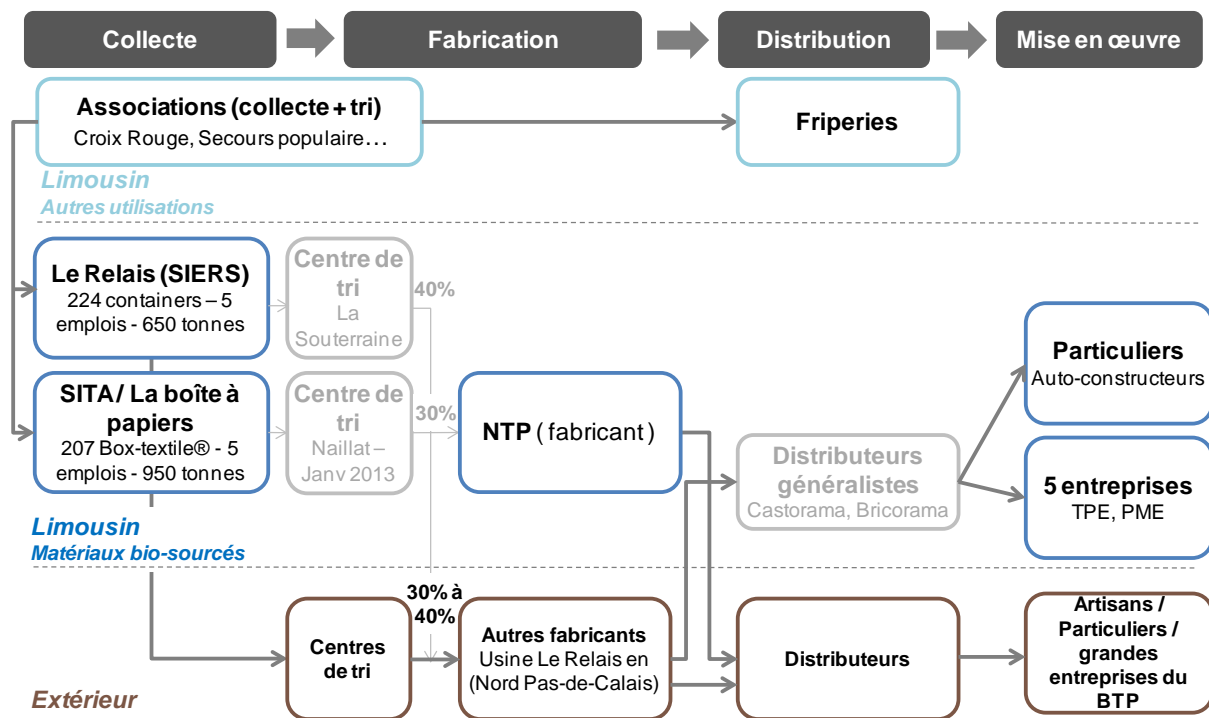 Collecte
Fabrication
Distribution
Mise en œuvre
Associations (collecte + tri)
Croix Rouge, Secours populaire…
Friperies
Limousin
Autres utilisations
Le Relais (SIERS)
224 containers – 5
emplois - 650 tonnes
Centre de
tri
La
Souterraine
40%
SITA / La boîte à
papiers
207 Box-textile® - 5
emplois - 950 tonnes
Centre de
tri
Naillat –
Janv 2013
30%
NTP ( fabricant )
Distributeurs
généralistes
Castorama, Bricorama
Particuliers
Auto-constructeurs
5 entreprises
TPE, PME
Limousin
Matériaux bio-sourcés
30% à
40%
Centres
de tri
Autres fabricants
Usine Le Relais en
(Nord Pas-de-Calais)
Distributeurs
Artisans /
Particuliers /
grandes
entreprises du
BTP
Extérieur